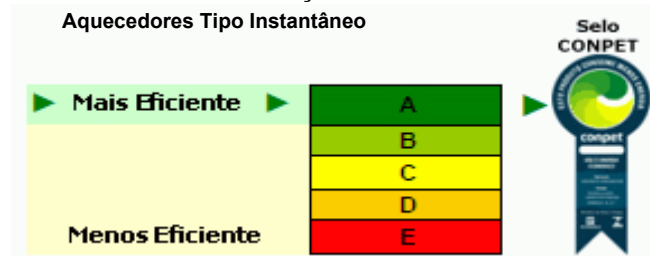 Aquecedores Tipo Instantâneo
Selo
CONPET
Mais Eficiente
A
B
C
D
Menos Eficiente
E
conpet